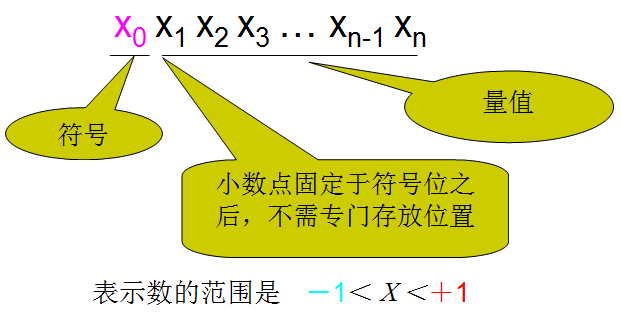 x₀ x₁ x₂ x₃ … xₙ₋₁ xₙ
符号
量值
小数点固定于符号位之
后，不需专门存放位置
表示数的范围是 －1＜X＜＋1